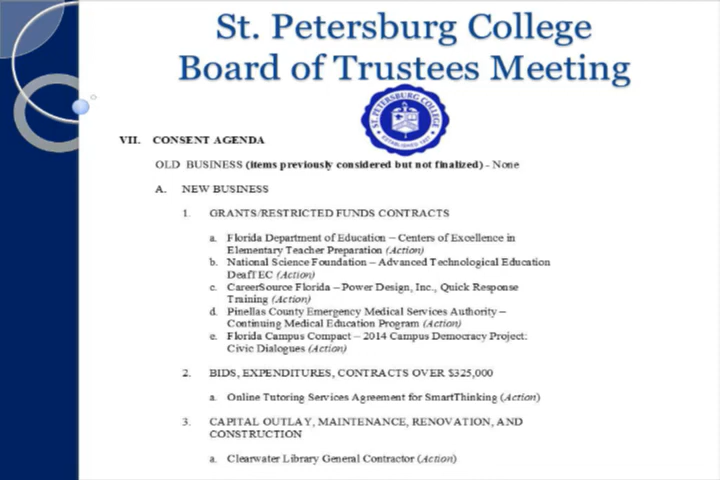 St. Petersburg College
Board of Trustees Meeting
ST. PETERSBURG COLLEGE
VII. CONSENT AGENDA
OLD BUSINESS (items previously considered but not finalized) - None
A. NEW BUSINESS
1. GRANTS/RESTRICTED FUNDS CONTRACTS
a. Florida Department of Education – Centers of Excellence in
Elementary Teacher Preparation (Action)
b. National Science Foundation – Advanced Technological Education
DeafTEC (Action)
c. CareerSource Florida – Power Design, Inc., Quick Response
Training (Action)
d. Pinellas County Emergency Medical Services Authority –
Continuing Medical Education Program (Action)
e. Florida Campus Compact – 2014 Campus Democracy Project:
Civic Dialogues (Action)
2. BIDS, EXPENDITURES, CONTRACTS OVER $325,000
a. Online Tutoring Services Agreement for SmartThinking (Action)
3. CAPITAL OUTLAY, MAINTENANCE, RENOVATION, AND
CONSTRUCTION
a. Clearwater Library General Contractor (Action)